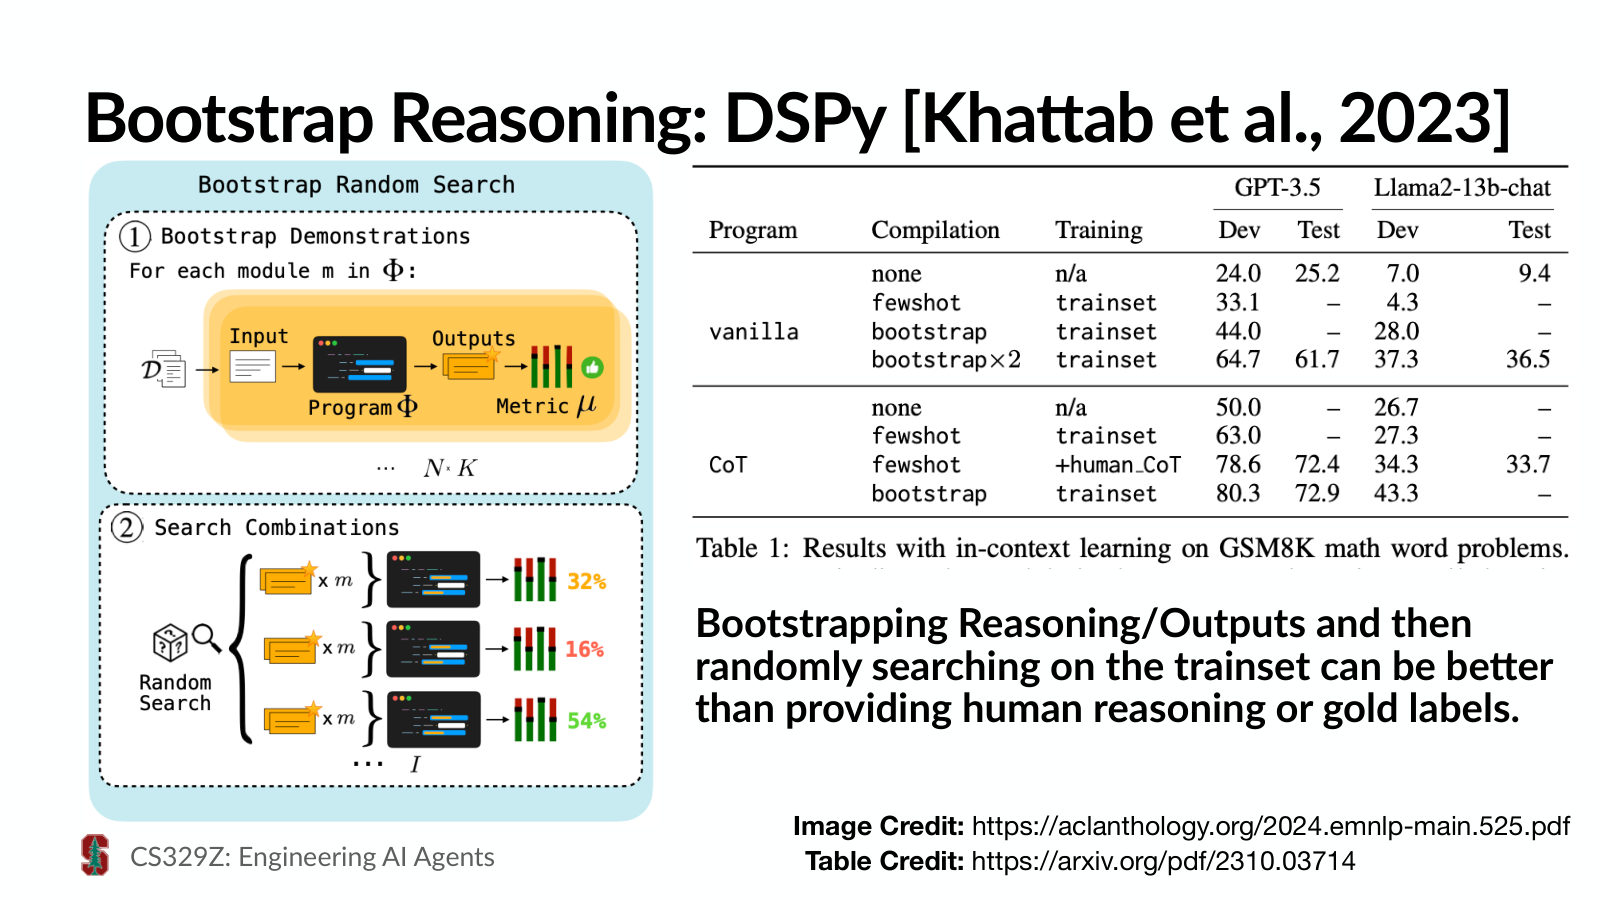 Bootstrap Reasoning: DSPy [Khattab et al., 2023]
Bootstrap Random Search
1 Bootstrap Demonstrations
For each module m in Φ:
Input
Outputs
D
Program Φ
Metric μ
... N · K
2 Search Combinations
x m
32%
x m
16%
Random
Search
x m
54%
... I
GPT-3.5 Llama2-13b-chat
Program Compilation Training Dev Test Dev Test
none n/a 24.0 25.2 7.0 9.4
fewshot trainset 33.1 – 4.3 –
vanilla bootstrap trainset 44.0 – 28.0 –
bootstrap×2 trainset 64.7 61.7 37.3 36.5
none n/a 50.0 – 26.7 –
fewshot trainset 63.0 – 27.3 –
CoT fewshot +human_CoT 78.6 72.4 34.3 33.7
bootstrap trainset 80.3 72.9 43.3 –
Table 1: Results with in-context learning on GSM8K math word problems.
Bootstrapping Reasoning/Outputs and then
randomly searching on the trainset can be better
than providing human reasoning or gold labels.
Image Credit: https://aclanthology.org/2024.emnlp-main.525.pdf
Table Credit: https://arxiv.org/pdf/2310.03714
CS329Z: Engineering AI Agents